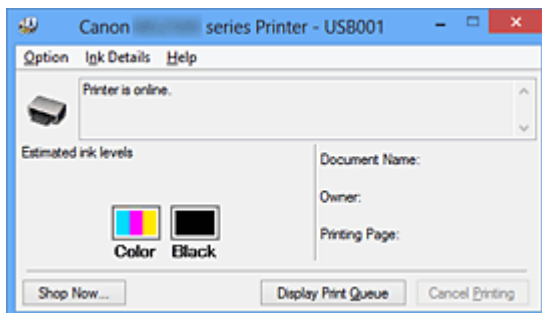 Canon series Printer - USB001
Option Ink Details Help
Printer is online.
Estimated ink levels
Document Name:
Owner:
Printing Page:
Color Black
Shop Now... Display Print Queue Cancel Printing